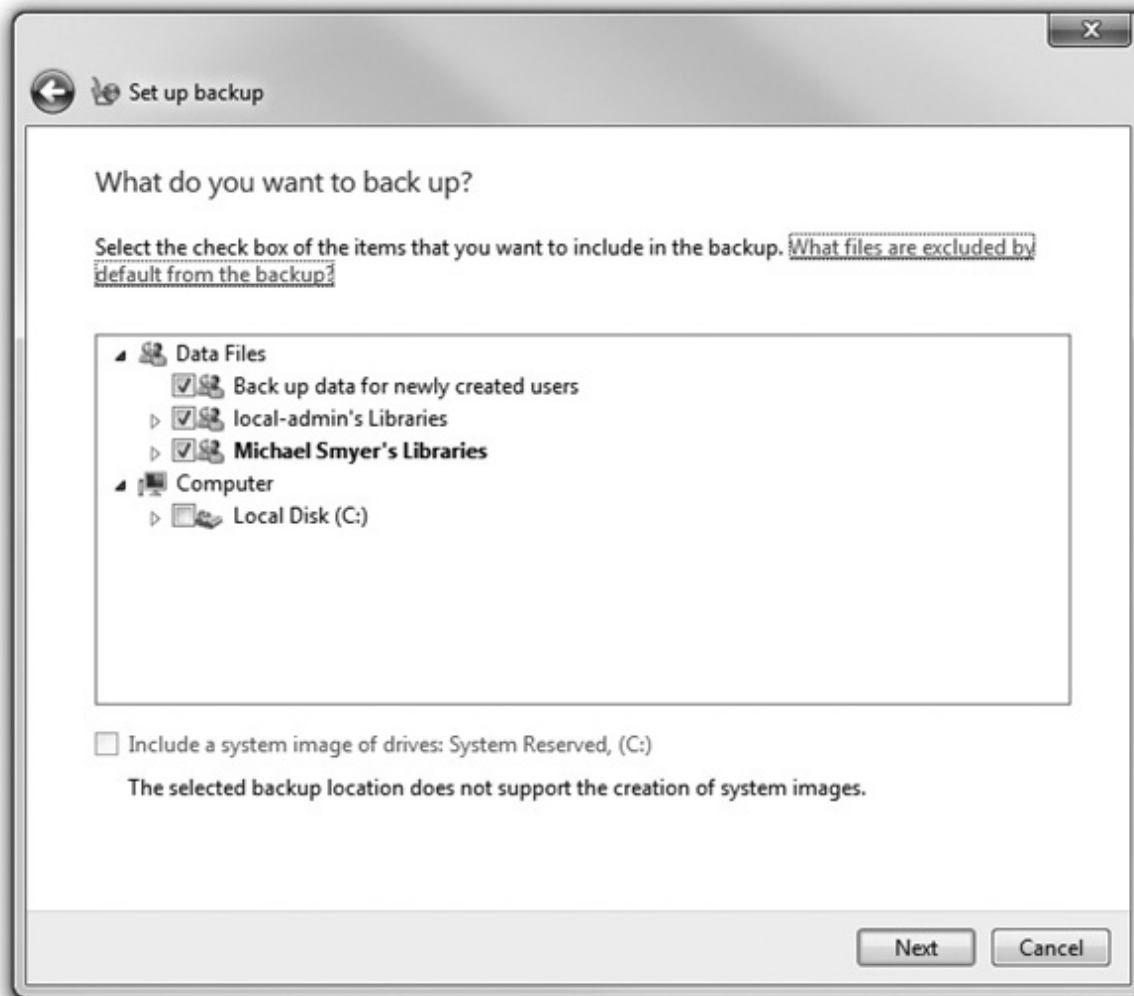 Set up backup
What do you want to back up?
Select the check box of the items that you want to include in the backup. What files are excluded by
default from the backup?
Data Files
Back up data for newly created users
local-admin's Libraries
Michael Smyer's Libraries
Computer
Local Disk (C:)
Include a system image of drives: System Reserved, (C:)
The selected backup location does not support the creation of system images.
Next Cancel